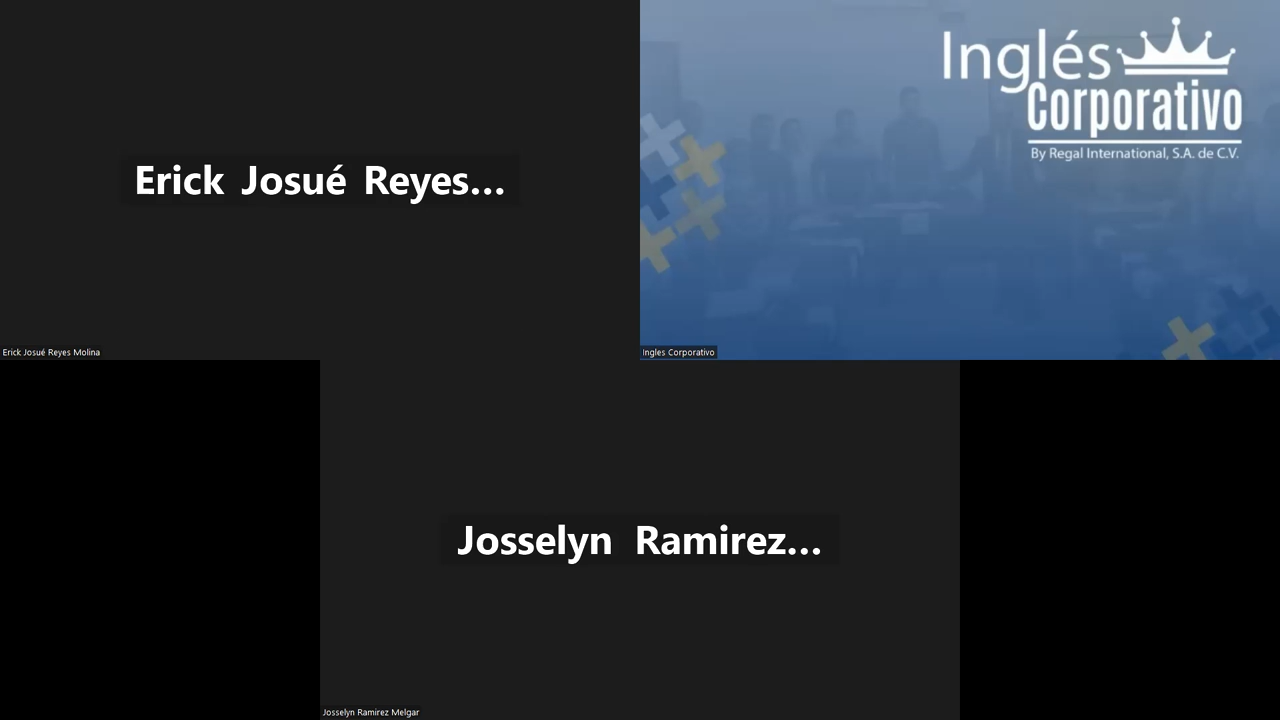 Erick Josué Reyes...
Erick Josué Reyes Molina
Inglés
Corporativo
By Regal International, S.A. de C.V.
Ingles Corporativo
Josselyn Ramirez...
Josselyn Ramirez Melgar